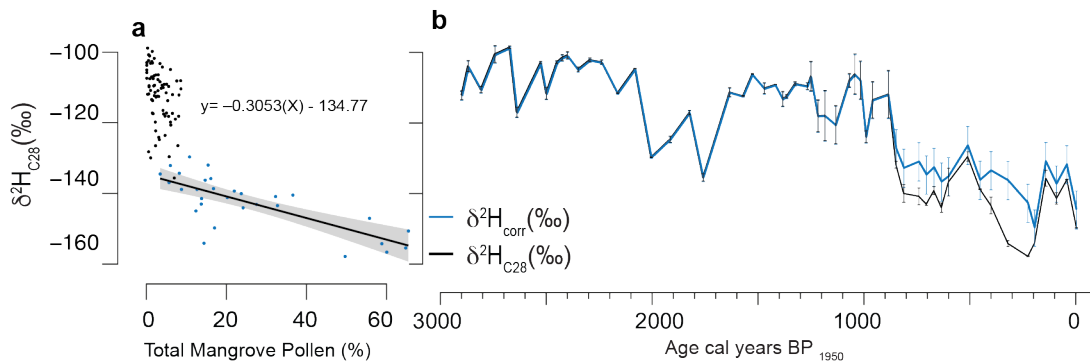 a
b
−100
−120
−140
−160
δ²H_C28(‰)
y= −0.3053(X) - 134.77
δ²H_corr(‰)
δ²H_C28(‰)
0
20
40
60
Total Mangrove Pollen (%)
3000
2000
1000
0
Age cal years BP 1950